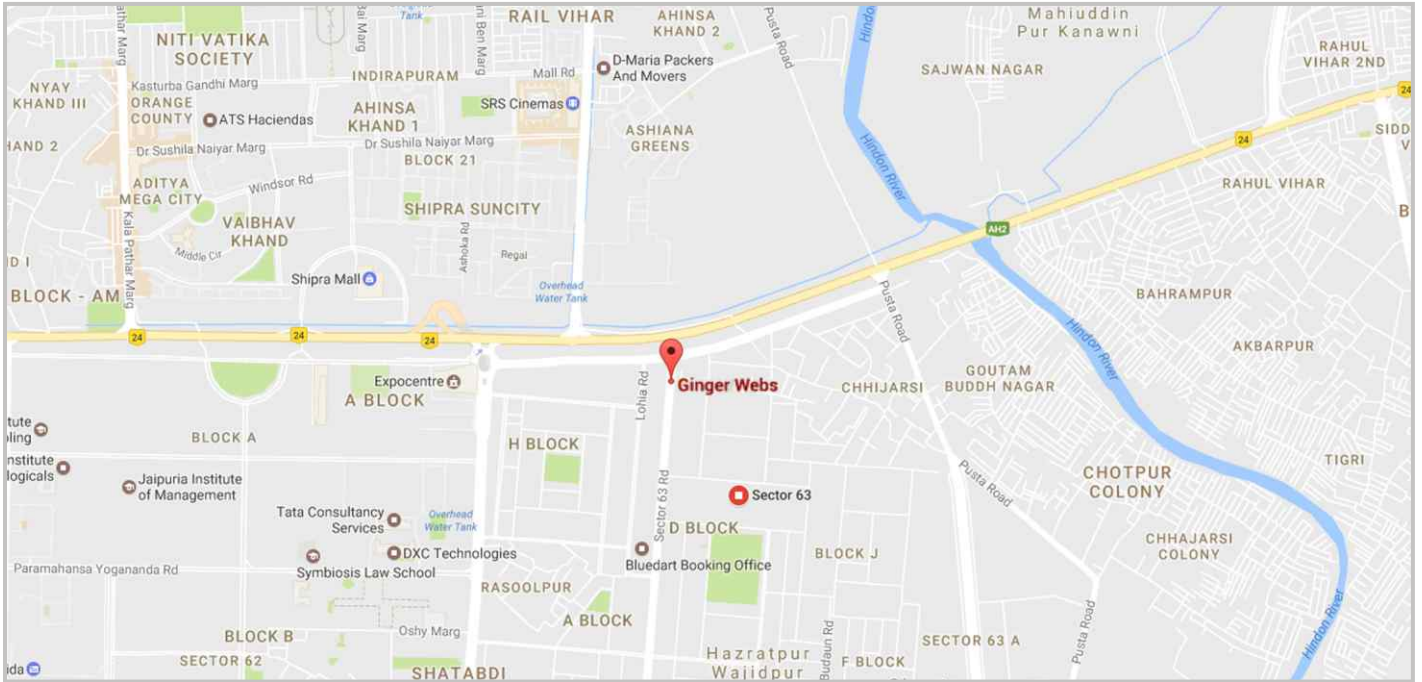 RAIL VIHAR
AHINSA
KHAND 2
Pusta Road
Hindon
Mahiuddin
Pur Kanawni
Tank
NITI VATIKA
SOCIETY
D-Maria Packers
And Movers
SAJWAN NAGAR
RAHUL
VIHAR 2ND
NYAY
KHAND III
Kasturba Gandhi Marg
INDIRAPURAM
Mall Rd
24
ORANGE
COUNTY
ATS Haciendas
AHINSA
KHAND 1
SRS Cinemas
ASHIANA
GREENS
24
Dr Sushila Naiyar Marg
Dr Sushila Naiyar Marg
BLOCK 21
Hindon River
ADITYA
MEGA CITY
Windsor Rd
RAHUL VIHAR
SHIPRA SUNCITY
VAIBHAV
KHAND
Kala Pathar Marg
Middle Cir
Ashoka Rd
Regal
AH2
Shipra Mall
Overhead
Water Tank
BLOCK - AM
Pusta Road
BAHRAMPUR
24
24
24
Hindon River
AKBARPUR
Expocentre
A BLOCK
Lohia Rd
Ginger Webs
CHHIJARSI
GOUTAM
BUDDH NAGAR
BLOCK A
H BLOCK
TIGRI
Jaipuria Institute
of Management
Sector 63 Rd
Sector 63
Pusta Road
CHOTPUR
COLONY
Tata Consultancy
Services
Overhead
Water Tank
D BLOCK
CHHAJARSI
COLONY
DXC Technologies
BLOCK J
Symbiosis Law School
Bluedart Booking Office
Paramahansa Yogananda Rd
RASOOLPUR
A BLOCK
Oshy Marg
BLOCK B
Budaun Rd
SECTOR 63 A
Pusta Road
Hindon River
SECTOR 62
SHATABDI
Hazratpur
Wajidpur
F BLOCK